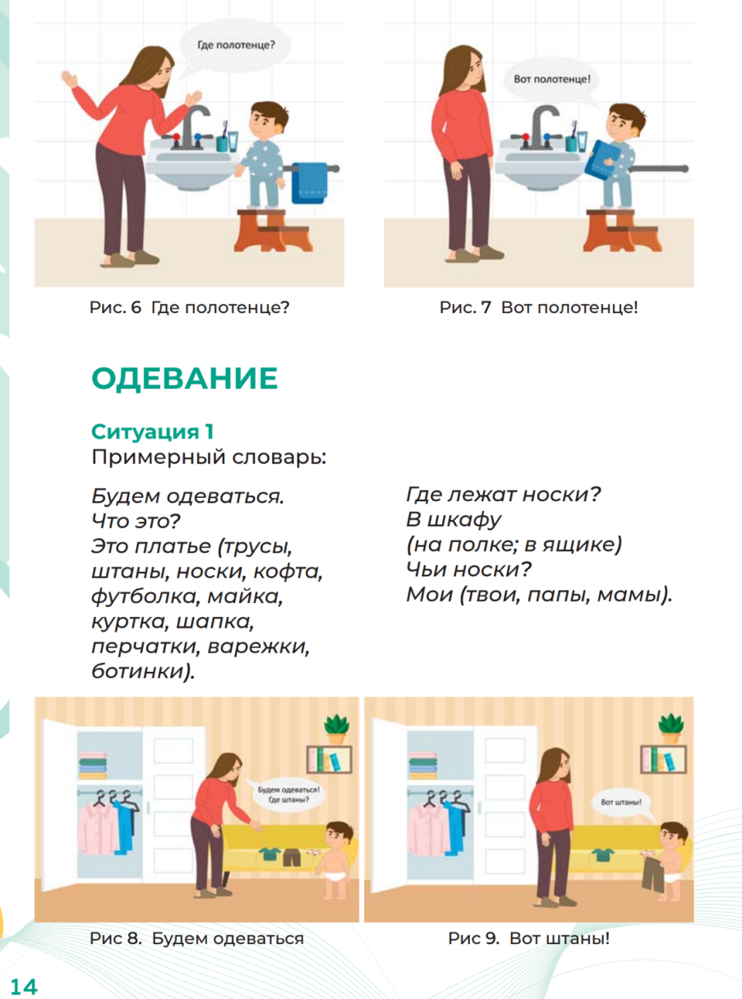 Где полотенце?
Вот полотенце!
Рис. 6 Где полотенце?
Рис. 7 Вот полотенце!
ОДЕВАНИЕ
Ситуация 1
Примерный словарь:
Будем одеваться.
Что это?
Это платье (трусы,
штаны, носки, кофта,
футболка, майка,
куртка, шапка,
перчатки, варежки,
ботинки).
Где лежат носки?
В шкафу
(на полке; в ящике)
Чьи носки?
Мои (твои, папы, мамы).
Будем одеваться!
Где штаны?
Вот штаны!
Рис 8. Будем одеваться
Рис 9. Вот штаны!
14